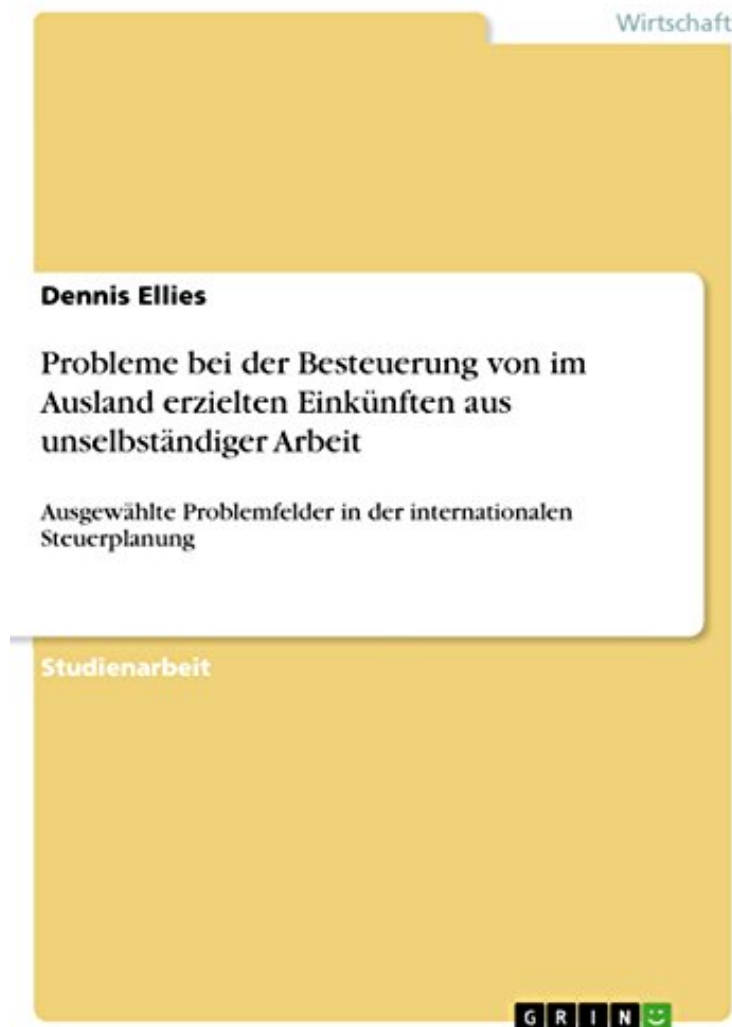 Wirtschaft
Dennis Ellies
Probleme bei der Besteuerung von im
Ausland erzielten Einkünften aus
unselbständiger Arbeit
Ausgewählte Problemfelder in der internationalen
Steuerplanung
Studienarbeit
GRIN